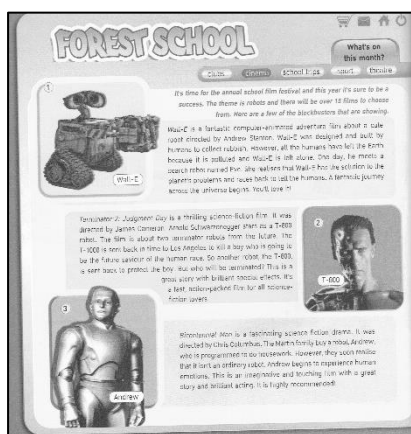 FOREST SCHOOL
What's on
this month?
clubs
cinema
school trips
sport
theatre
It's time for the annual school film festival and this year it's sure to be a
success. The theme is robots and there will be over 12 films to choose
from. Here are a few of the blockbusters that are showing.
1
Wall-E
Wall-E is a fantastic computer-animated adventure film about a cute
robot directed by Andrew Stanton. Wall-E was designed and built by
humans to collect rubbish. However, all the humans have left the Earth
because it is polluted and Wall-E is left alone. One day, he meets a
search robot named Eve. She realises that Wall-E has the solution to the
planet's problems and races back to tell the humans. A fantastic journey
across the universe begins. You'll love it!
Terminator 2: Judgment Day is a thrilling science-fiction film. It was
directed by James Cameron. Arnold Schwarzenegger stars as a T-800
robot. The film is about two terminator robots from the future. The
T-1000 is sent back in time to Los Angeles to kill a boy who is going to
be the future saviour of the human race. So another robot, the T-800,
is sent back to protect the boy. But who will be terminated? This is a
great story with brilliant special effects. It's
a fast, action-packed film for all science-
fiction lovers.
2
T-800
3
Andrew
Bicentennial Man is a fascinating science fiction drama. It was
directed by Chris Columbus. The Martin family buy a robot, Andrew,
who is programmed to do housework. However, they soon realise
that it isn't an ordinary robot. Andrew begins to experience human
emotions. This is an imaginative and touching film with a great
story and brilliant acting. It is highly recommended!